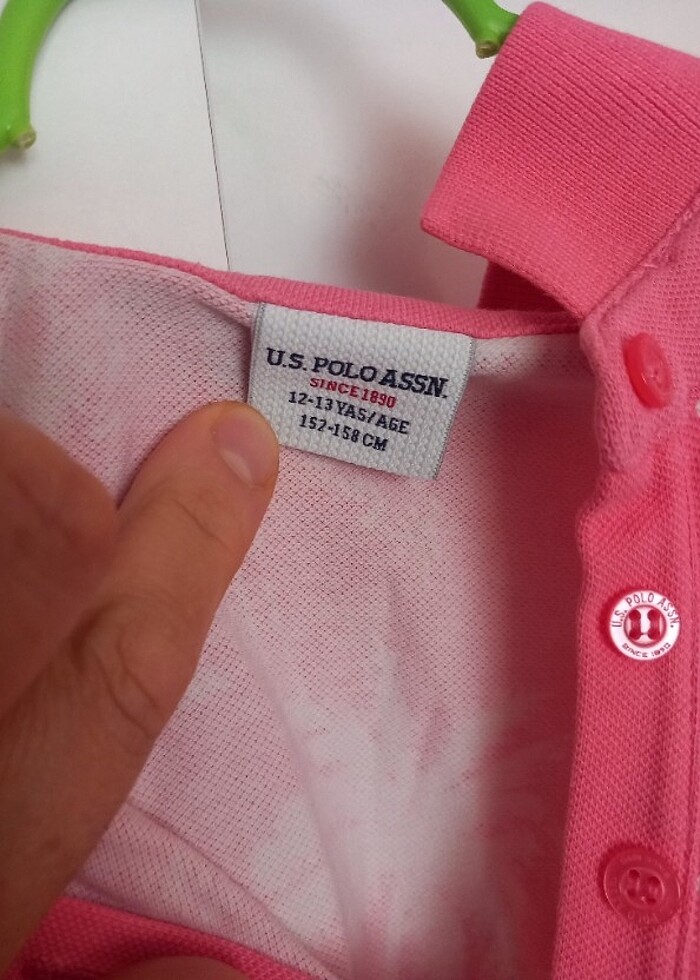 U.S. POLO ASSN.
SINCE 1890
12-13 YAS/AGE
152-158 CM
U.S. POLO ASSN.
SINCE 1890